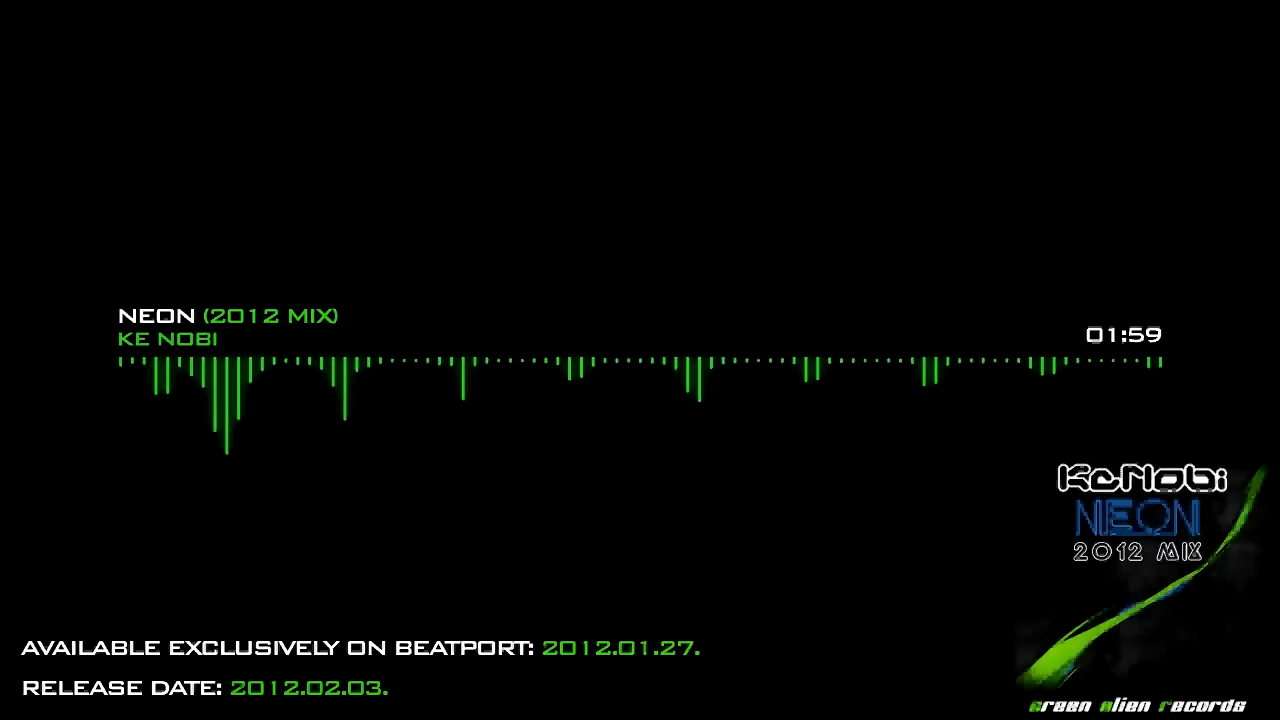 NEON (2012 MIX)
KE NOBI
01:59
KeNobi
NEON
2012 MIX
AVAILABLE EXCLUSIVELY ON BEATPORT: 2012.01.27.
RELEASE DATE: 2012.02.03.
Green Alien Records